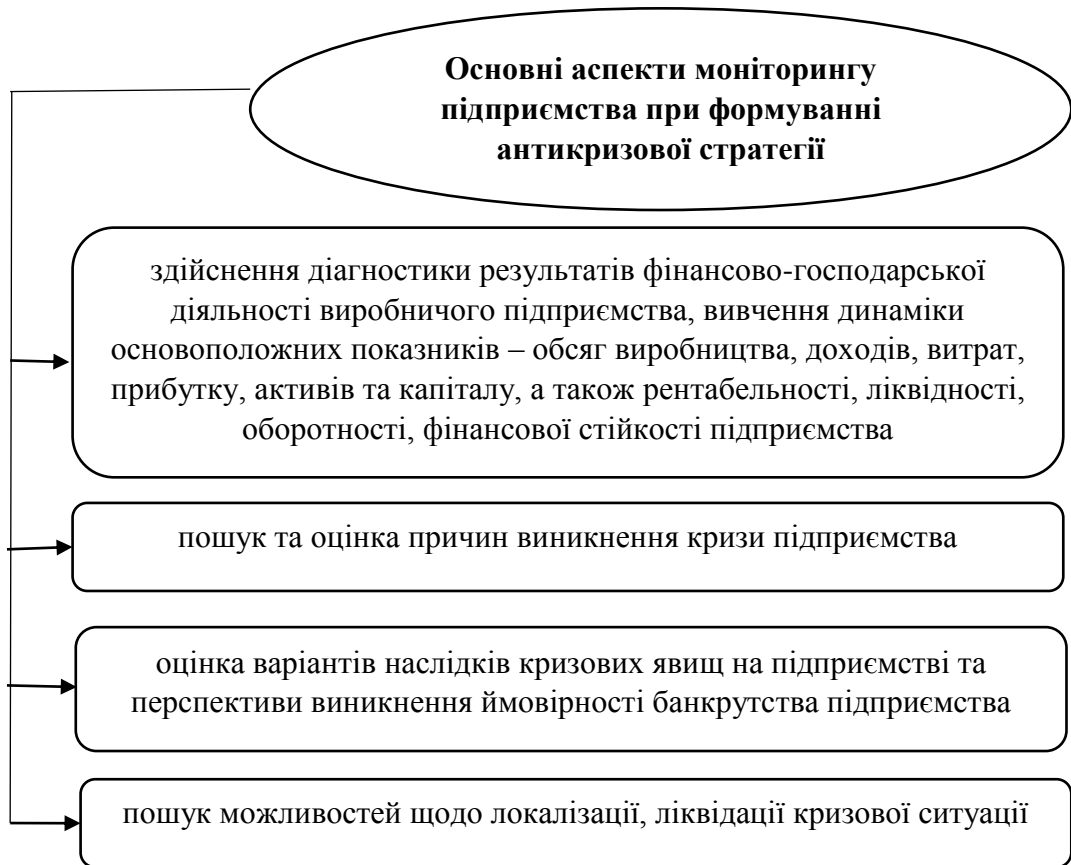 Основні аспекти моніторингу
підприємства при формуванні
антикризової стратегії
здійснення діагностики результатів фінансово-господарської
діяльності виробничого підприємства, вивчення динаміки
основоположних показників – обсяг виробництва, доходів, витрат,
прибутку, активів та капіталу, а також рентабельності, ліквідності,
оборотності, фінансової стійкості підприємства
пошук та оцінка причин виникнення кризи підприємства
оцінка варіантів наслідків кризових явищ на підприємстві та
перспективи виникнення ймовірності банкрутства підприємства
пошук можливостей щодо локалізації, ліквідації кризової ситуації